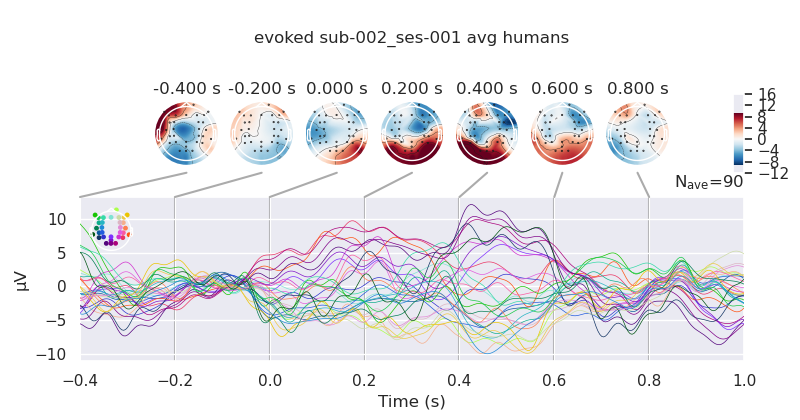 evoked sub-002_ses-001 avg humans
-0.400 s -0.200 s 0.000 s 0.200 s 0.400 s 0.600 s 0.800 s
16
12
8
4
0
−4
−8
−12
Nave=90
10
5
0
−5
−10
µV
−0.4 −0.2 0.0 0.2 0.4 0.6 0.8 1.0
Time (s)